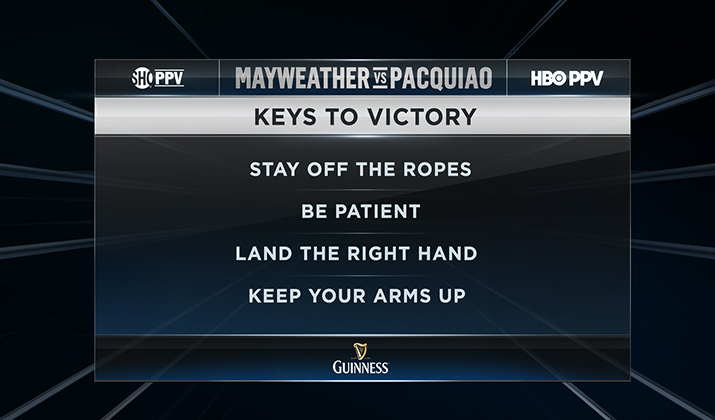 SHO PPV
MAYWEATHER VS PACQUIAO
HBO PPV
KEYS TO VICTORY
STAY OFF THE ROPES
BE PATIENT
LAND THE RIGHT HAND
KEEP YOUR ARMS UP
GUINNESS